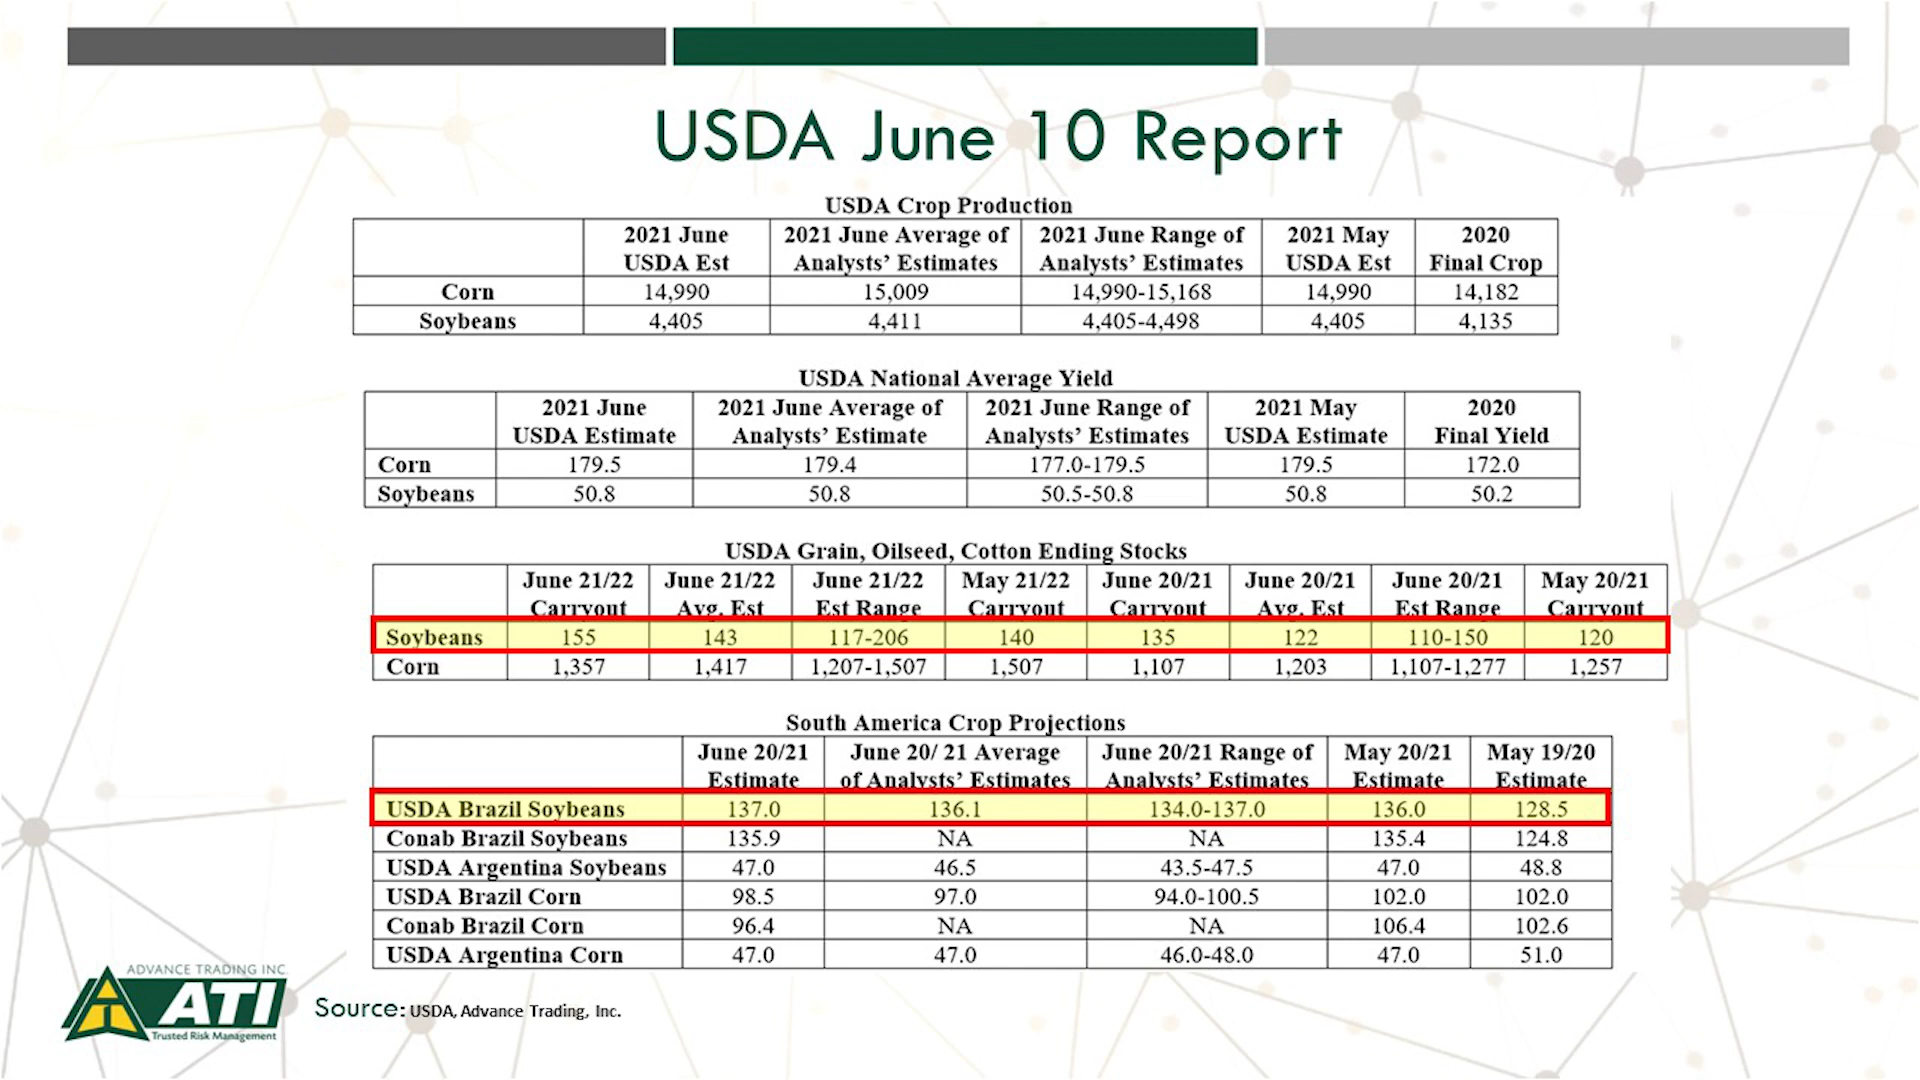 USDA June 10 Report
USDA Crop Production
2021 June USDA Est | 2021 June Average of Analysts' Estimates | 2021 June Range of Analysts' Estimates | 2021 May USDA Est | 2020 Final Crop
Corn | 14,990 | 15,009 | 14,990-15,168 | 14,990 | 14,182
Soybeans | 4,405 | 4,411 | 4,405-4,498 | 4,405 | 4,135
USDA National Average Yield
2021 June USDA Estimate | 2021 June Average of Analysts' Estimate | 2021 June Range of Analysts' Estimates | 2021 May USDA Estimate | 2020 Final Yield
Corn | 179.5 | 179.4 | 177.0-179.5 | 179.5 | 172.0
Soybeans | 50.8 | 50.8 | 50.5-50.8 | 50.8 | 50.2
USDA Grain, Oilseed, Cotton Ending Stocks
June 21/22 Carryout | June 21/22 Avg. Est | June 21/22 Est Range | May 21/22 Carryout | June 20/21 Carryout | June 20/21 Avg. Est | June 20/21 Est Range | May 20/21 Carryout
Soybeans | 155 | 143 | 117-206 | 140 | 135 | 122 | 110-150 | 120
Corn | 1,357 | 1,417 | 1,207-1,507 | 1,507 | 1,107 | 1,203 | 1,107-1,277 | 1,257
South America Crop Projections
June 20/21 Estimate | June 20/ 21 Average of Analysts' Estimates | June 20/21 Range of Analysts' Estimates | May 20/21 Estimate | May 19/20 Estimate
USDA Brazil Soybeans | 137.0 | 136.1 | 134.0-137.0 | 136.0 | 128.5
Conab Brazil Soybeans | 135.9 | NA | NA | 135.4 | 124.8
USDA Argentina Soybeans | 47.0 | 46.5 | 43.5-47.5 | 47.0 | 48.8
USDA Brazil Corn | 98.5 | 97.0 | 94.0-100.5 | 102.0 | 102.0
Conab Brazil Corn | 96.4 | NA | NA | 106.4 | 102.6
USDA Argentina Corn | 47.0 | 47.0 | 46.0-48.0 | 47.0 | 51.0
ADVANCE TRADING INC.
ATI
Trusted Risk Management
Source: USDA, Advance Trading, Inc.